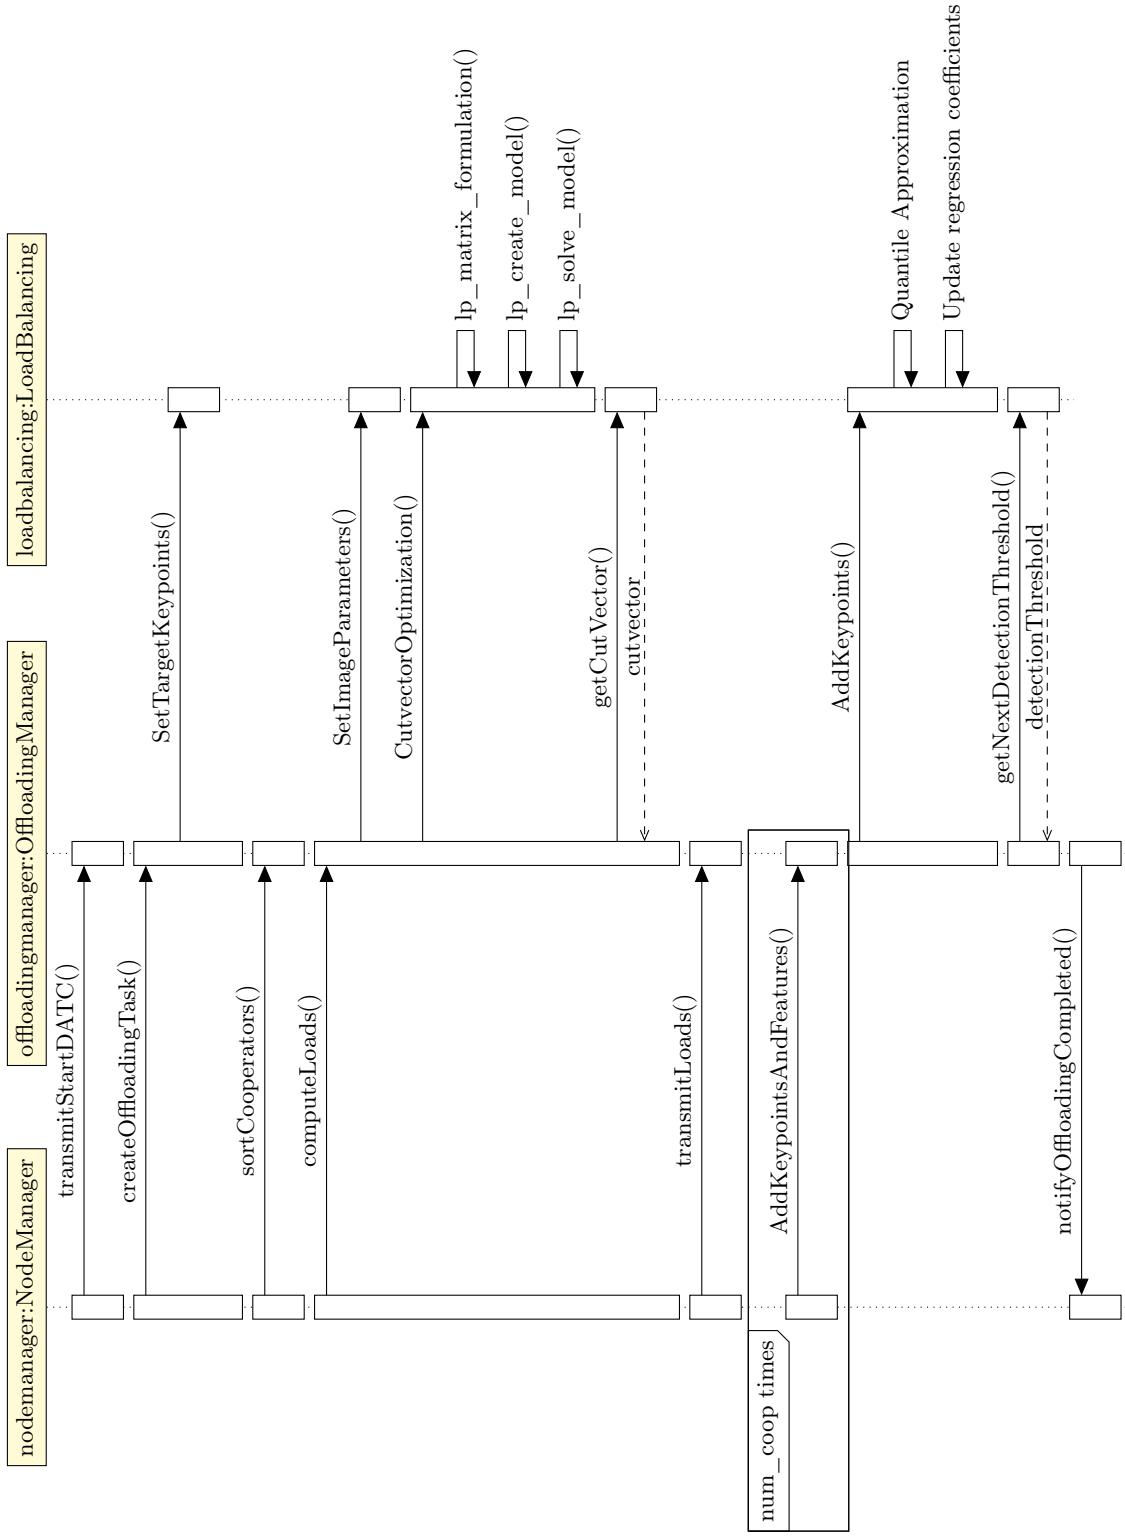 nodemanager:NodeManager
offloadingmanager:OffloadingManager
loadbalancing:LoadBalancing
transmitStartDATC()
createOffloadingTask()
SetTargetKeypoints()
sortCooperators()
computeLoads()
SetImageParameters()
CutvectorOptimization()
lp_matrix_formulation()
lp_create_model()
lp_solve_model()
getCutVector()
cutvector
transmitLoads()
num_coop times
AddKeypointsAndFeatures()
AddKeypoints()
Quantile Approximation
Update regression coefficients
getNextDetectionThreshold()
detectionThreshold
notifyOffloadingCompleted()